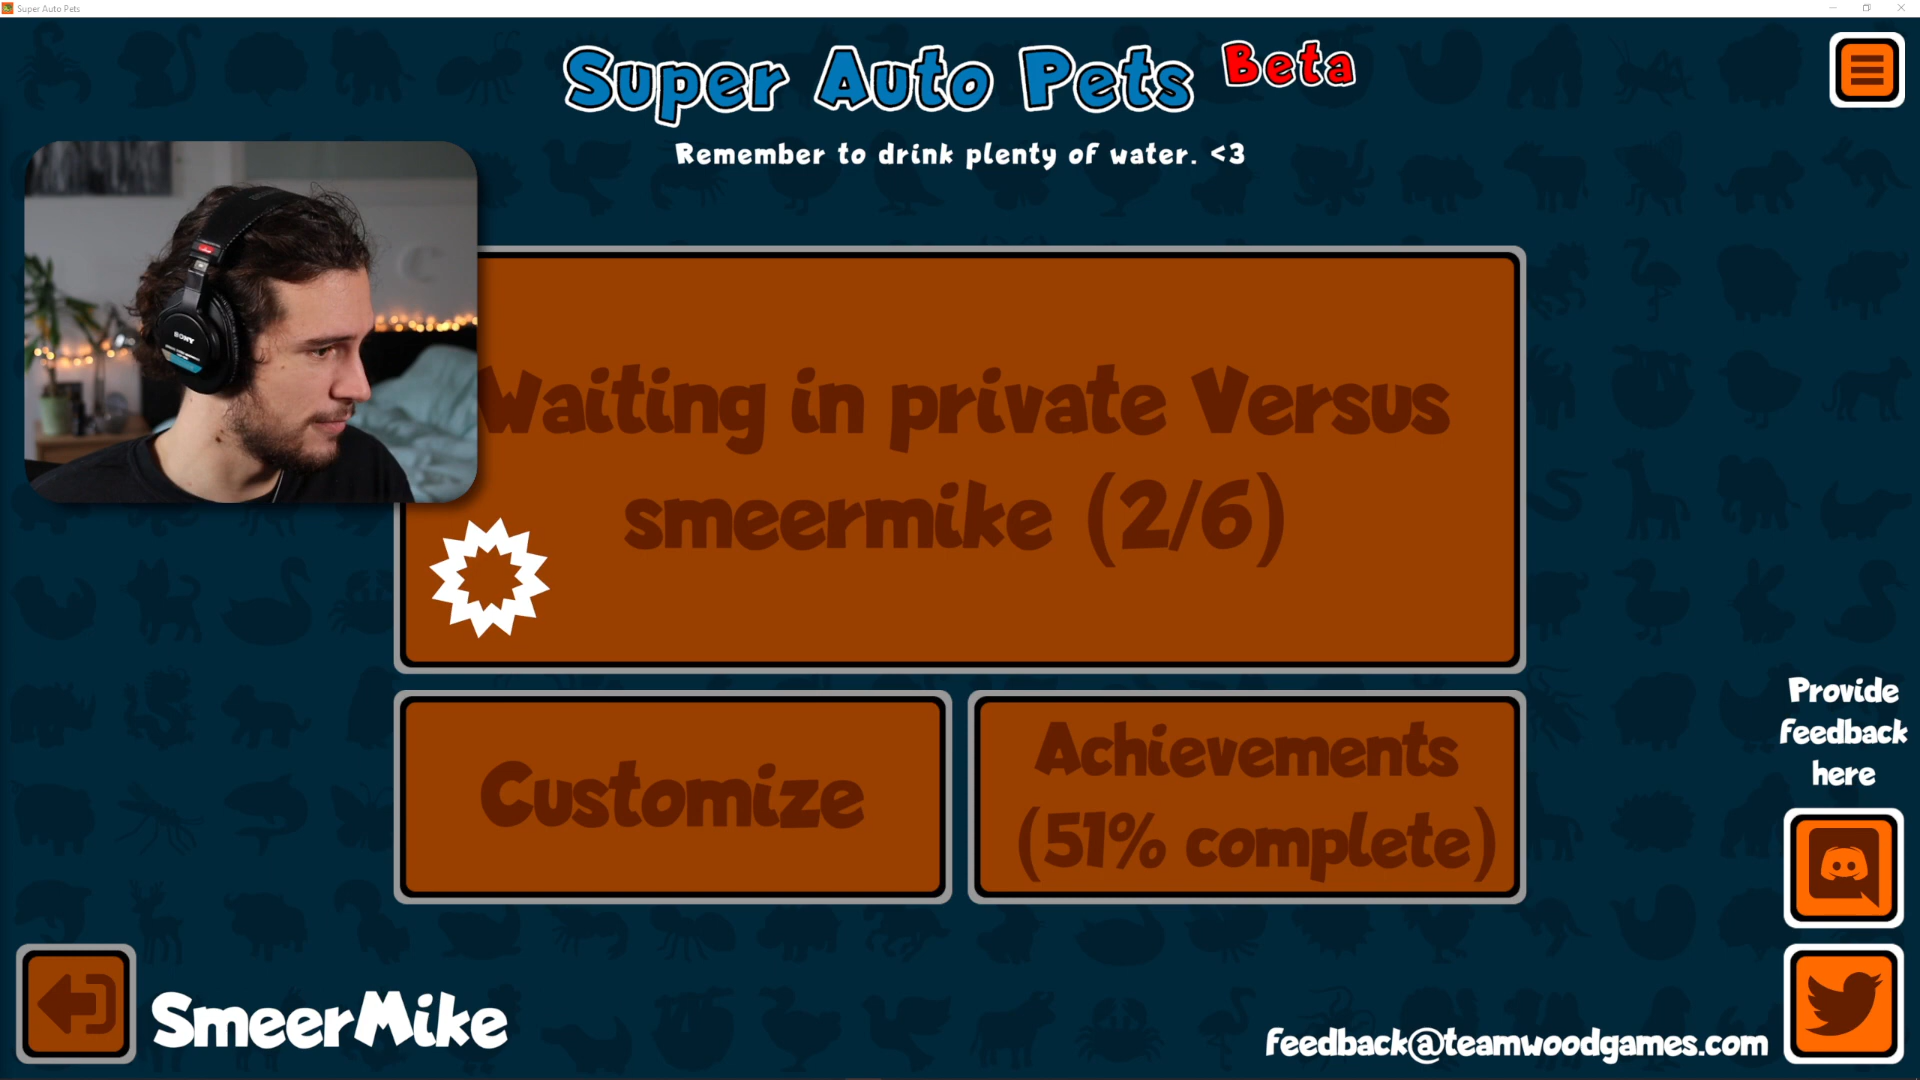 Super Auto Pets
Super Auto Pets Beta
Remember to drink plenty of water. <3
SONY
Waiting in private Versus
smeermike (2/6)
Customize
Achievements
(51% complete)
Provide
feedback
here
SmeerMike
feedback@teamwoodgames.com